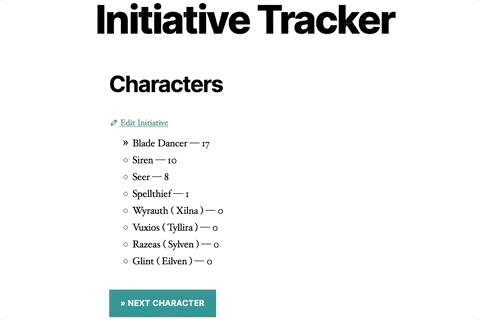 Initiative Tracker
Characters
Edit Initiative
» Blade Dancer — 17
○ Siren — 10
○ Seer — 8
○ Spellthief — 1
○ Wyrauth ( Xilna ) — 0
○ Vuxios ( Tyllira ) — 0
○ Razeas ( Sylven ) — 0
○ Glint ( Eilven ) — 0
» NEXT CHARACTER